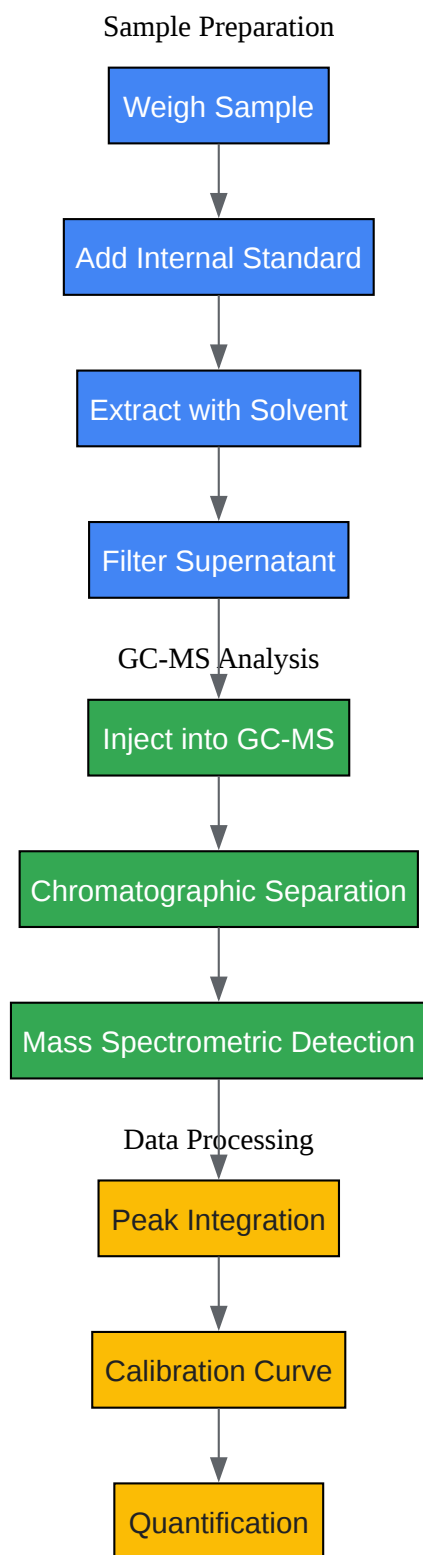 Sample Preparation
Weigh Sample
Add Internal Standard
Extract with Solvent
Filter Supernatant
GC-MS Analysis
Inject into GC-MS
Chromatographic Separation
Mass Spectrometric Detection
Data Processing
Peak Integration
Calibration Curve
Quantification